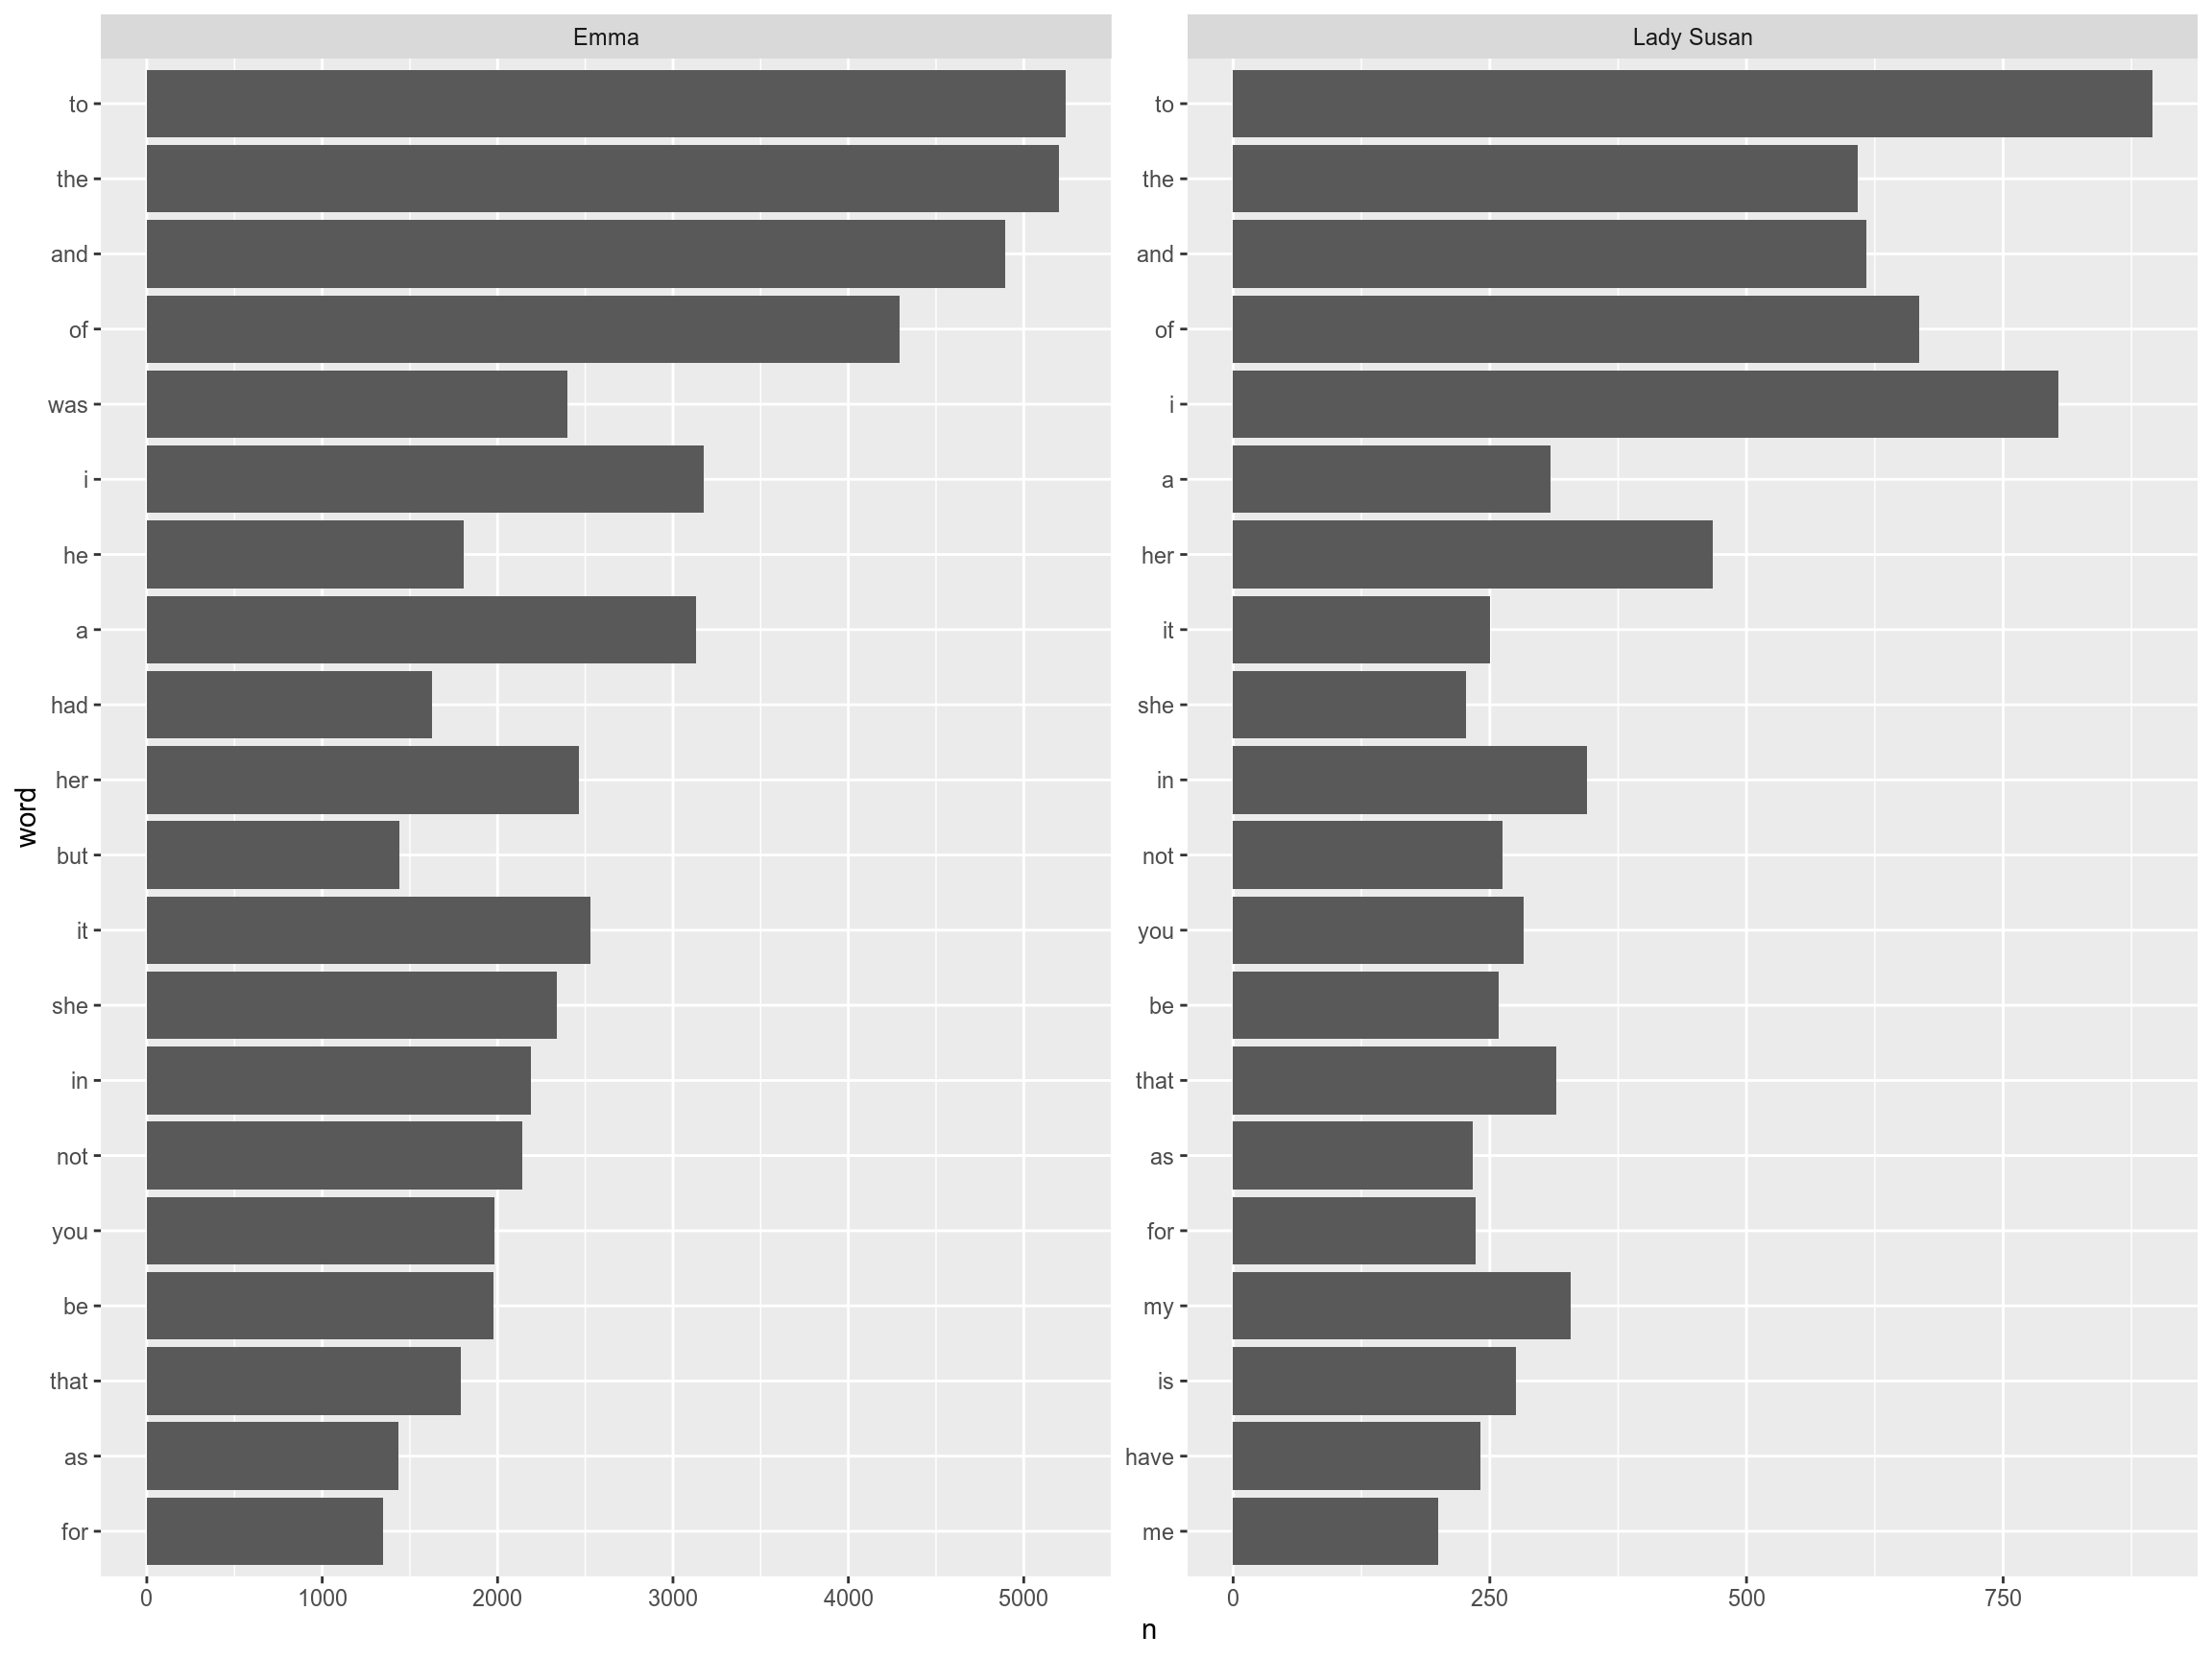 Emma
Lady Susan
word
to
the
and
of
was
i
he
a
had
her
but
it
she
in
not
you
be
that
as
for
0 1000 2000 3000 4000 5000
to
the
and
of
i
a
her
it
she
in
not
you
be
that
as
for
my
is
have
me
0 250 500 750
n